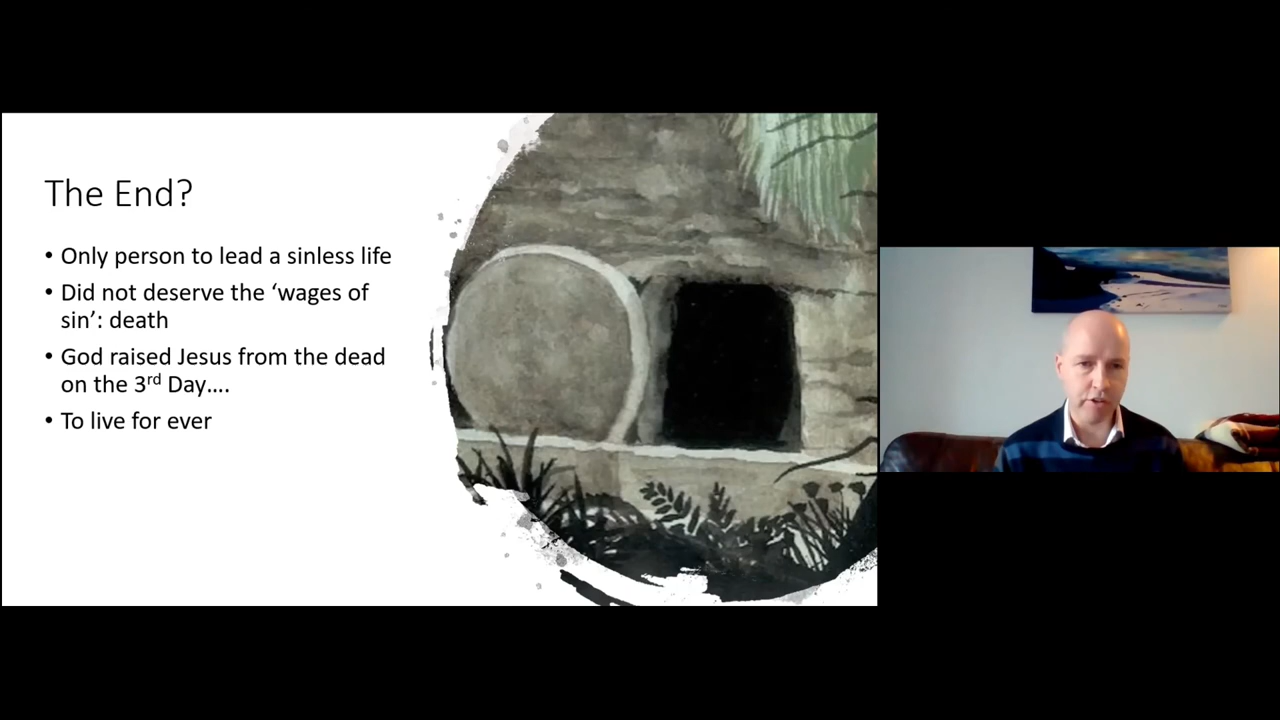 The End?
• Only person to lead a sinless life
• Did not deserve the ‘wages of
sin’: death
• God raised Jesus from the dead
on the 3rd Day….
• To live for ever